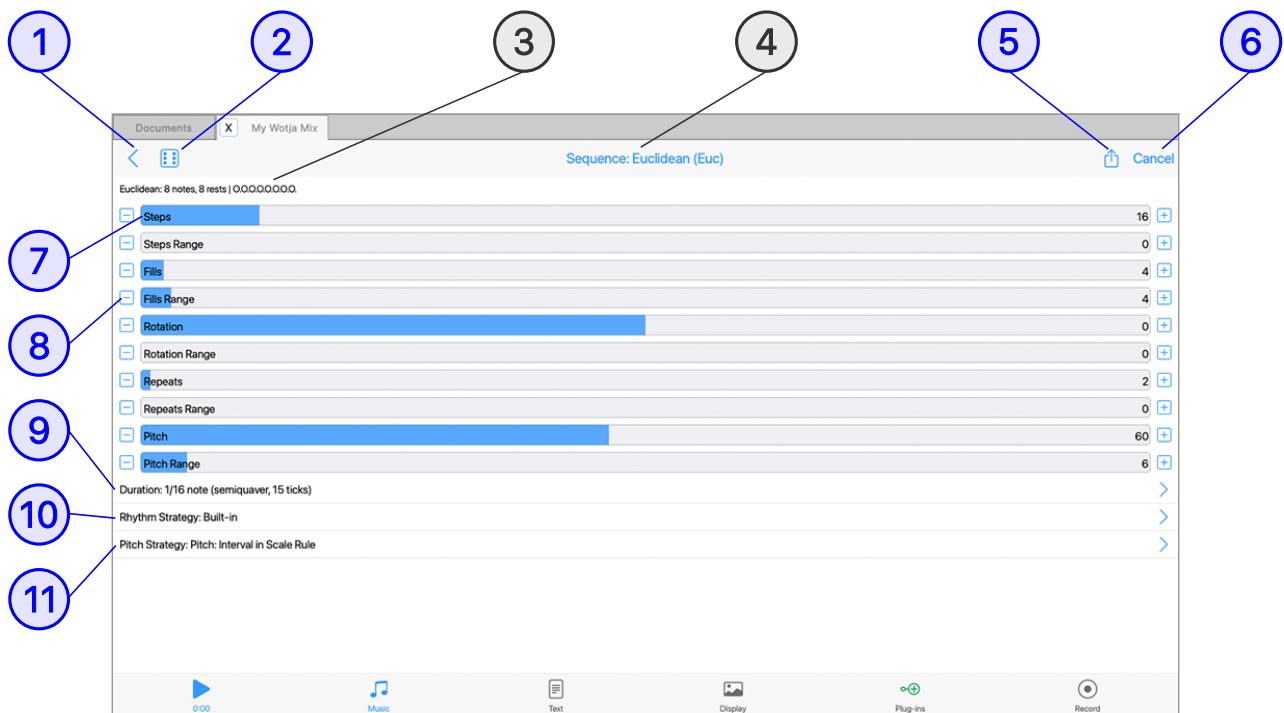 1 2 3 4 5 6
Documents X My Wotja Mix
Sequence: Euclidean (Euc) Cancel
Euclidean: 8 notes, 8 rests | O.O.O.O.O.O.O.O.
Steps 16
7
Steps Range 0
Fills 4
Fills Range 4
8
Rotation 0
Rotation Range 0
Repeats 2
Repeats Range 0
9
Pitch 60
Pitch Range 6
Duration: 1/16 note (semiquaver, 15 ticks)
10
Rhythm Strategy: Built-in
Pitch Strategy: Pitch: Interval in Scale Rule
11
0:00 Music Text Display Plug-ins Record